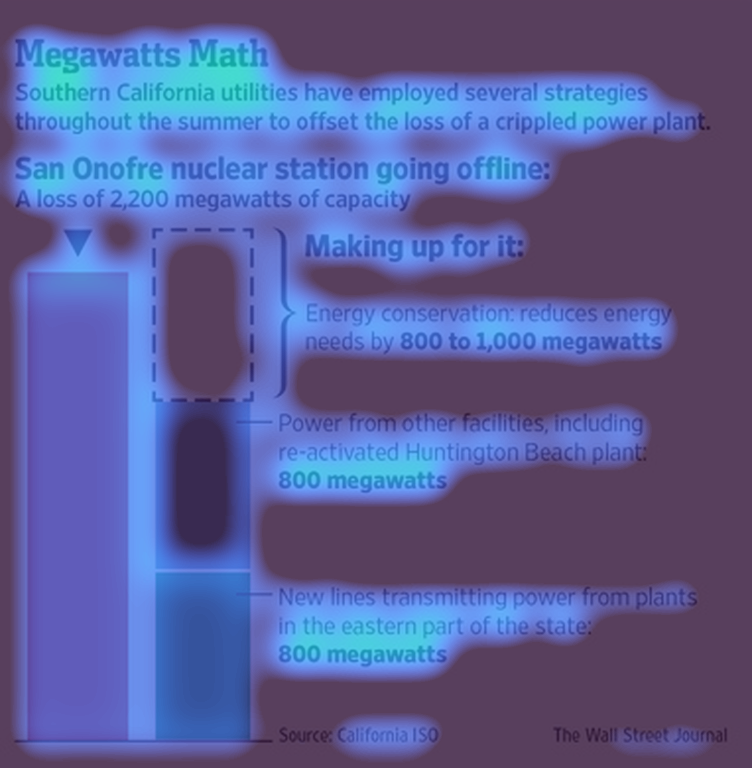 Megawatts Math
Southern California utilities have employed several strategies
throughout the summer to offset the loss of a crippled power plant.
San Onofre nuclear station going offline:
A loss of 2,200 megawatts of capacity
Making up for it:
Energy conservation: reduces energy
needs by 800 to 1,000 megawatts
Power from other facilities, including
re-activated Huntington Beach plant:
800 megawatts
New lines transmitting power from plants
in the eastern part of the state:
800 megawatts
Source: California ISO
The Wall Street Journal